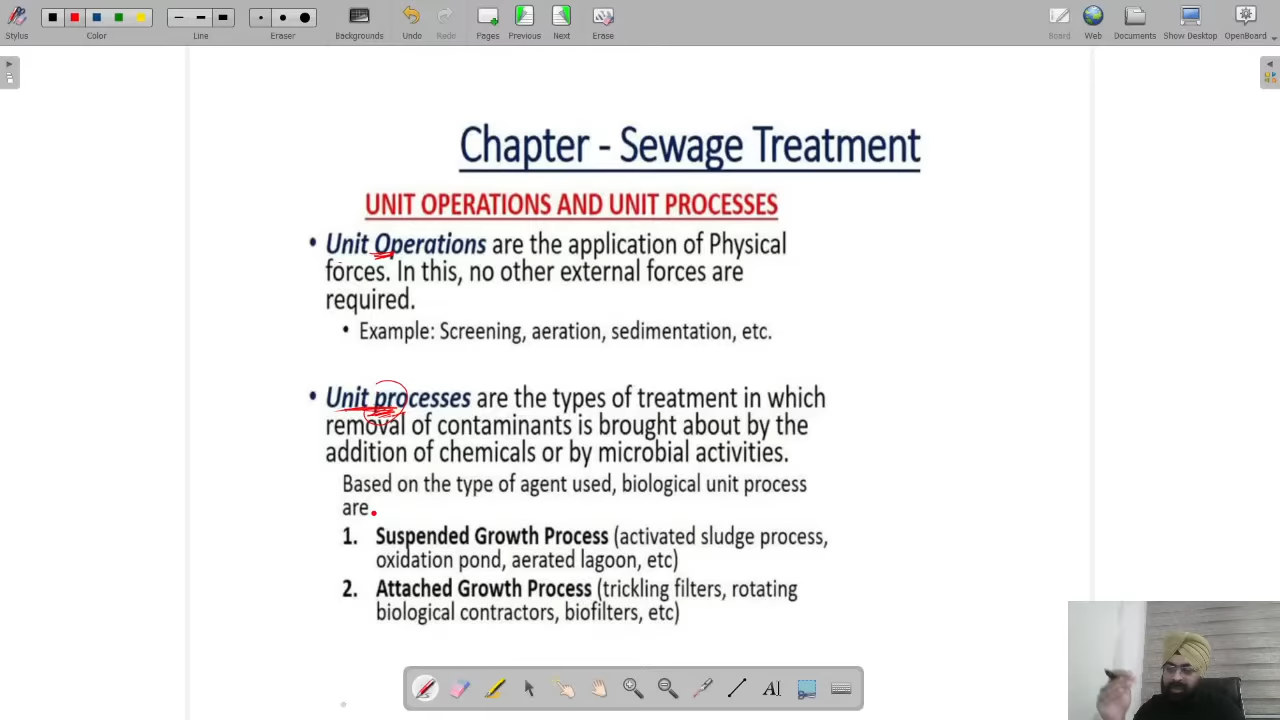 Stylus
Color
Line
Eraser
Backgrounds
Undo
Redo
Pages
Previous
Next
Erase
Board
Web
Documents
Show Desktop
OpenBoard
Chapter - Sewage Treatment
UNIT OPERATIONS AND UNIT PROCESSES
• Unit Operations are the application of Physical
forces. In this, no other external forces are
required.
• Example: Screening, aeration, sedimentation, etc.
• Unit processes are the types of treatment in which
removal of contaminants is brought about by the
addition of chemicals or by microbial activities.
Based on the type of agent used, biological unit process
are
1. Suspended Growth Process (activated sludge process,
oxidation pond, aerated lagoon, etc)
2. Attached Growth Process (trickling filters, rotating
biological contractors, biofilters, etc)